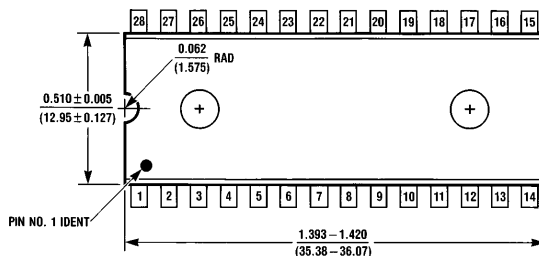 28 27 26 25 24 23 22 21 20 19 18 17 16 15
0.062
(1.575)
RAD
0.510 ± 0.005
(12.95 ± 0.127)
PIN NO. 1 IDENT
1 2 3 4 5 6 7 8 9 10 11 12 13 14
1.393 – 1.420
(35.38 – 36.07)